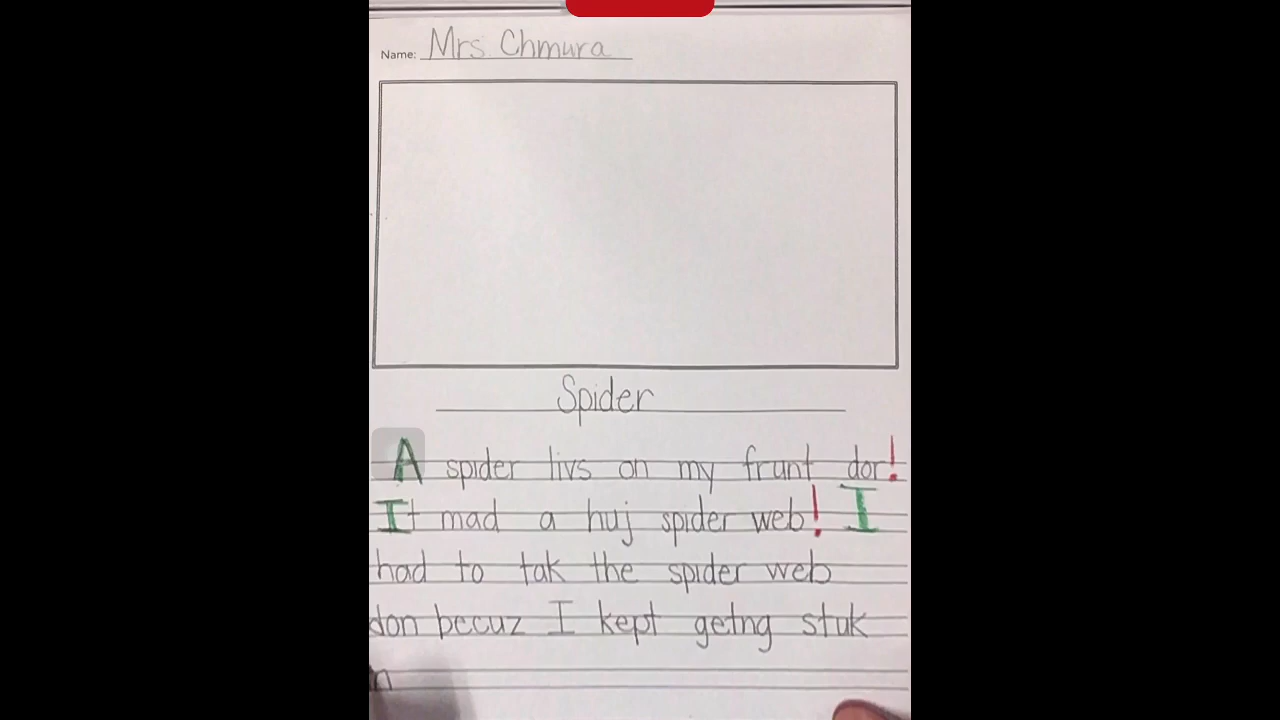 Name: Mrs. Chmura
Spider
A spider livs on my frunt dor!
It mad a huj spider web! I
had to tak the spider web
don becuz I kept getng stuk